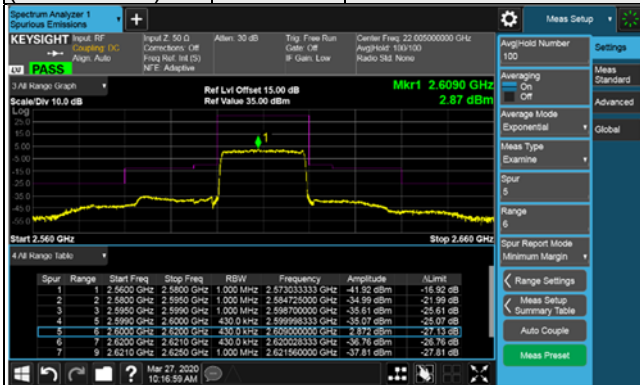 Spectrum Analyzer 1
Spurious Emissions
Meas Setup
KEYSIGHT
Input: RF
Coupling: DC
Align: Auto
Input Z: 50 Ω
Corrections: Off
Freq Ref: Int (S)
NFE: Adaptive
Atten: 30 dB
Trig: Free Run
Gate: Off
IF Gain: Low
Center Freq: 22.005000000 GHz
Avg|Hold: 100/100
Radio Std: None
LXI
PASS
3 All Range Graph
Scale/Div 10.0 dB
Ref Lvl Offset 15.00 dB
Ref Value 35.00 dBm
Mkr1 2.6090 GHz
2.87 dBm
Log
25.0
15.0
5.00
-5.00
-15.0
-25.0
-35.0
-45.0
-55.0
1
Start 2.560 GHz
Stop 2.660 GHz
4 All Range Table
Spur Range Start Freq Stop Freq RBW Frequency Amplitude ΔLimit
1 1 2.5600 GHz 2.5800 GHz 1.000 MHz 2.573033333 GHz -41.92 dBm -16.92 dB
2 2 2.5800 GHz 2.5950 GHz 1.000 MHz 2.584725000 GHz -34.99 dBm -21.99 dB
3 3 2.5950 GHz 2.5990 GHz 1.000 MHz 2.598700000 GHz -35.61 dBm -25.61 dB
4 5 2.5990 GHz 2.6000 GHz 430.0 kHz 2.599998333 GHz -35.07 dBm -25.07 dB
5 6 2.6000 GHz 2.6200 GHz 430.0 kHz 2.609000000 GHz 2.872 dBm -27.13 dB
6 7 2.6200 GHz 2.6210 GHz 430.0 kHz 2.620028333 GHz -36.76 dBm -26.76 dB
7 9 2.6210 GHz 2.6250 GHz 1.000 MHz 2.621560000 GHz -37.81 dBm -27.81 dB
Avg|Hold Number
100
Averaging
On
Off
Average Mode
Exponential
Meas Type
Examine
Spur
5
Range
6
Spur Report Mode
Minimum Margin
Range Settings
Meas Setup
Summary Table
Auto Couple
Meas Preset
Settings
Meas
Standard
Advanced
Global
Mar 27, 2020
10:16:59 AM